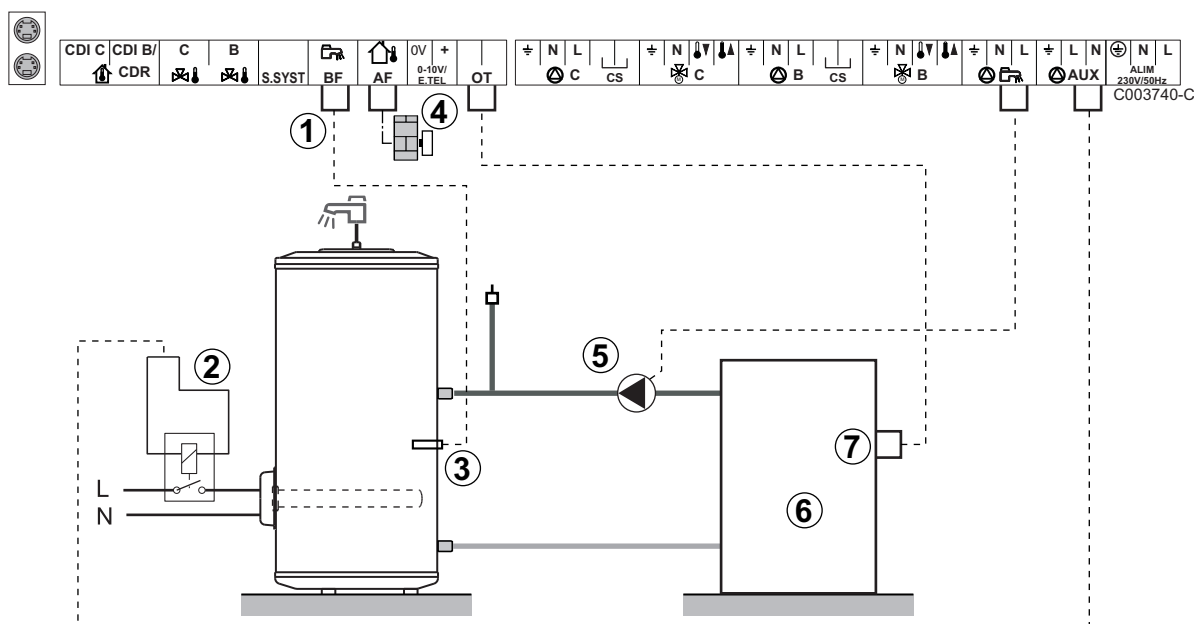 CDI C CDI B/ C B 0V + N L N C N L N B N L L N N L
CDR S.SYST BF AF 0-10V/ E.TEL OT C CS C B CS B AUX ALIM 230V/50Hz
C003740-C
1
4
2
5
3
7
6
L
N